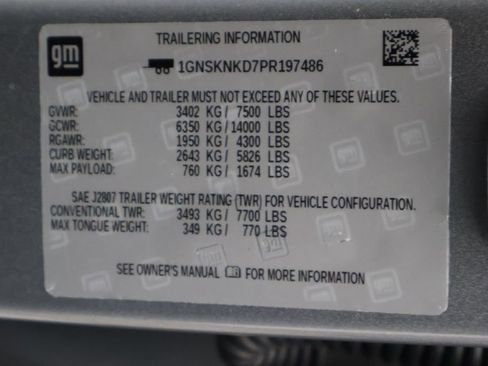 gm
TRAILERING INFORMATION
1GNSKNKD7PR197486
VEHICLE AND TRAILER MUST NOT EXCEED ANY OF THESE VALUES.
GVWR: 3402 KG / 7500 LBS
GCWR: 6350 KG / 14000 LBS
RGAWR: 1950 KG / 4300 LBS
CURB WEIGHT: 2643 KG / 5826 LBS
MAX PAYLOAD: 760 KG / 1674 LBS
SAE J2807 TRAILER WEIGHT RATING (TWR) FOR VEHICLE CONFIGURATION.
CONVENTIONAL TWR: 3493 KG / 7700 LBS
MAX TONGUE WEIGHT: 349 KG / 770 LBS
SEE OWNER'S MANUAL FOR MORE INFORMATION